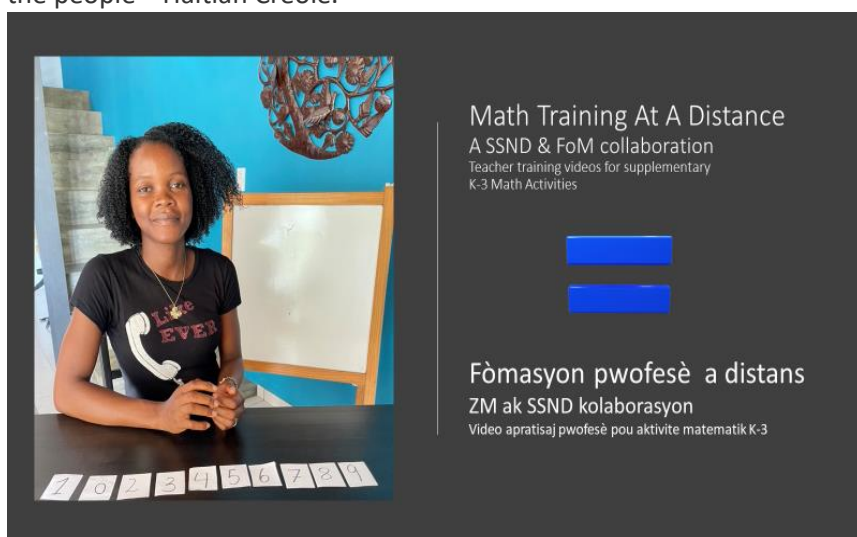 the people – Haitian Creole.
Math Training At A Distance
A SSND & FoM collaboration
Teacher training videos for supplementary
K-3 Math Activities
Fòmasyon pwofesè a distans
ZM ak SSND kolaborasyon
Video apratisaj pwofesè pou aktivite matematik K-3
Like
EVER
1 0 2 3 4 5 6 7 8 9